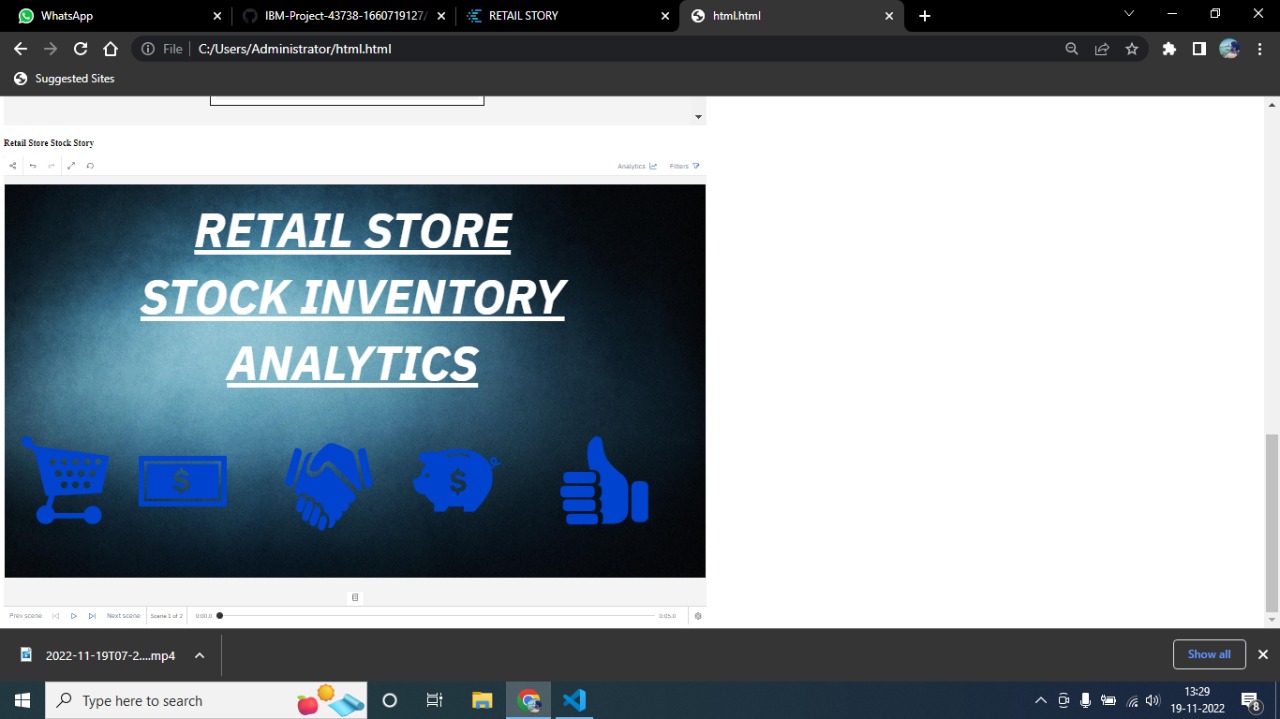 WhatsApp
IBM-Project-43738-1660719127/
RETAIL STORY
html.html
File
C:/Users/Administrator/html.html
Suggested Sites
Retail Store Stock Story
Analytics
Filters
RETAIL STORE
STOCK INVENTORY
ANALYTICS
$
$
Prev scene
Next scene
Scene 1 of 2
0:00.0
0:05.0
2022-11-19T07-2....mp4
Show all
Type here to search
13:29
19-11-2022
8